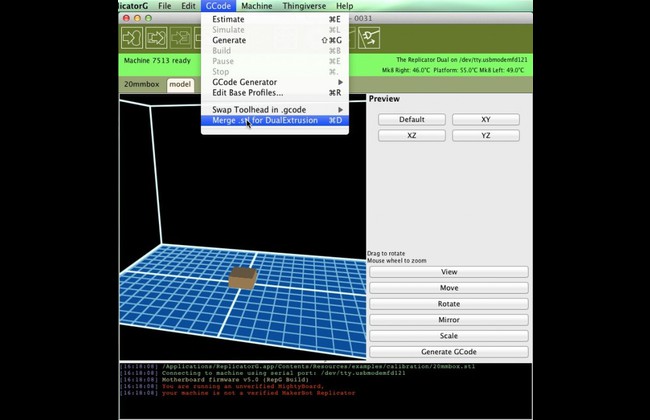 licatorG File Edit GCode Machine Thingiverse Help
- 0031
Estimate ⌘E
Simulate ⌘L
Generate ⇧⌘G
Build ⌘B
Pause ⌘E
Stop ⌘.
GCode Generator
Edit Base Profiles... ⌘R
Swap Toolhead in .gcode
Merge .stl for DualExtrusion ⌘D
Machine 7513 ready
The Replicator Dual on /dev/tty.usbmodemfd121
Mk8 Right: 46.0°C Platform: 55.0°C Mk8 Left: 49.0°C
20mmbox model
Preview
Default XY
XZ YZ
Drag to rotate
Mouse wheel to zoom
View
Move
Rotate
Mirror
Scale
Generate GCode
[16:18:08] /Applications/ReplicatorG.app/Contents/Resources/examples/calibration/20mmbox.stl
[16:18:08] Connecting to machine using serial port: /dev/tty.usbmodemfd121
[16:18:08] Motherboard firmware v5.0 (RepG Build)
[16:18:08] You are running an unverified MightyBoard,
[16:18:08] your machine is not a verified MakerBot Replicator